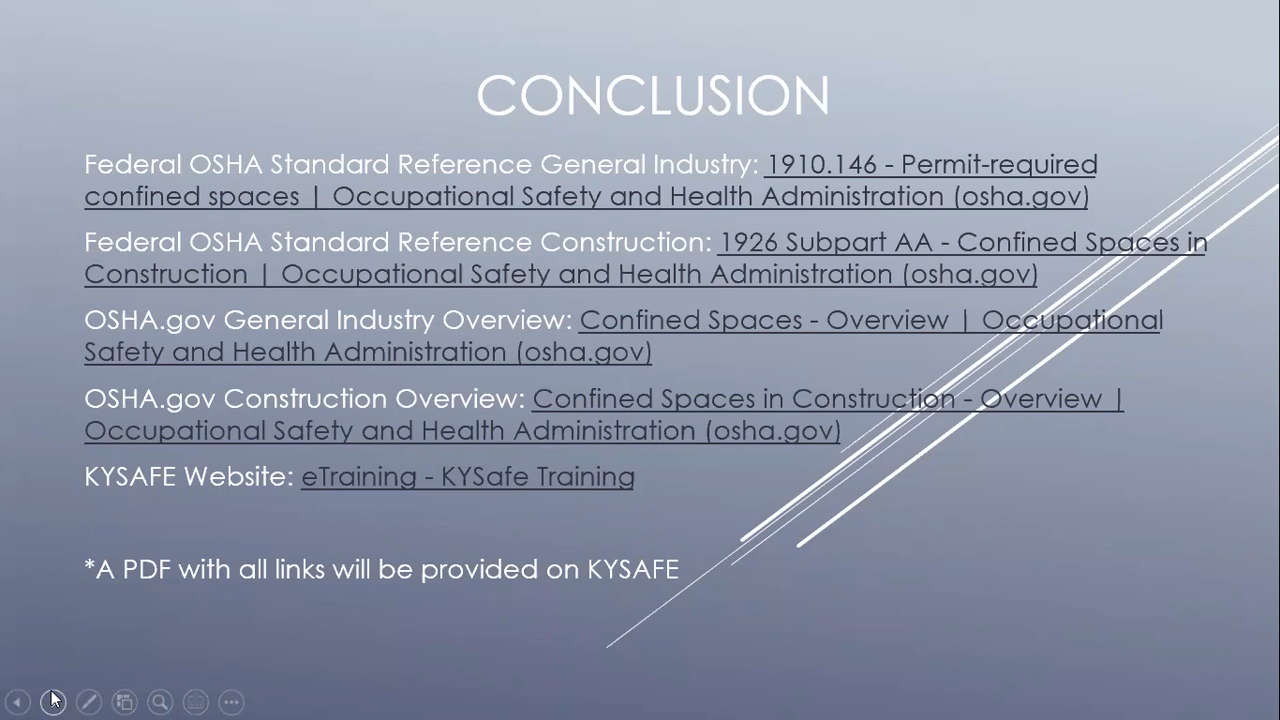 CONCLUSION
Federal OSHA Standard Reference General Industry: 1910.146 - Permit-required
confined spaces | Occupational Safety and Health Administration (osha.gov)
Federal OSHA Standard Reference Construction: 1926 Subpart AA - Confined Spaces in
Construction | Occupational Safety and Health Administration (osha.gov)
OSHA.gov General Industry Overview: Confined Spaces - Overview | Occupational
Safety and Health Administration (osha.gov)
OSHA.gov Construction Overview: Confined Spaces in Construction - Overview |
Occupational Safety and Health Administration (osha.gov)
KYSAFE Website: eTraining - KYSafe Training
*A PDF with all links will be provided on KYSAFE